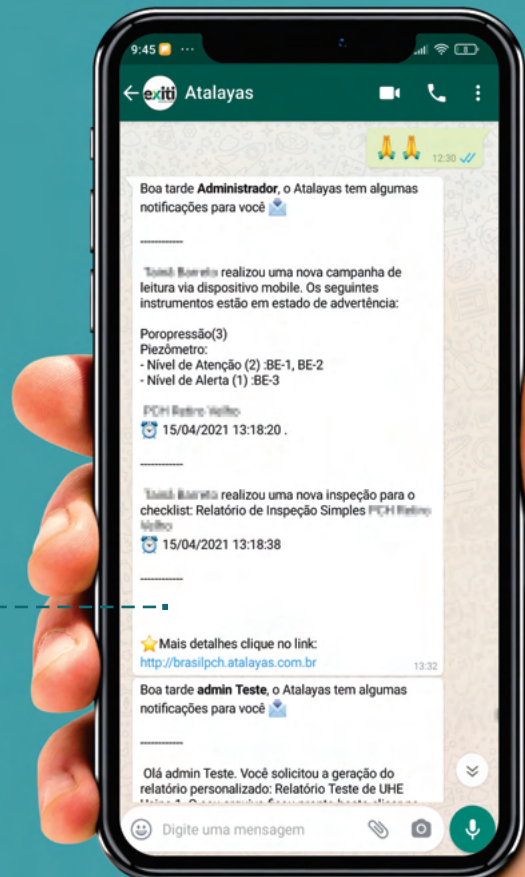 9:45
exiti Atalayas
🙏 🙏 12:30
Boa tarde Administrador, o Atalayas tem algumas
notificações para você 📩
------------
realizou uma nova campanha de
leitura via dispositivo mobile. Os seguintes
instrumentos estão em estado de advertência:
Poropressão(3)
Piezômetro:
- Nível de Atenção (2) :BE-1, BE-2
- Nível de Alerta (1) :BE-3
⏰ 15/04/2021 13:18:20 .
------------
realizou uma nova inspeção para o
checklist: Relatório de Inspeção Simples
⏰ 15/04/2021 13:18:38
------------
⭐Mais detalhes clique no link:
http://brasilpch.atalayas.com.br 13:32
Boa tarde admin Teste, o Atalayas tem algumas
notificações para você 📩
------------
Olá admin Teste. Você solicitou a geração do
relatório personalizado: Relatório Teste de UHE
Digite uma mensagem